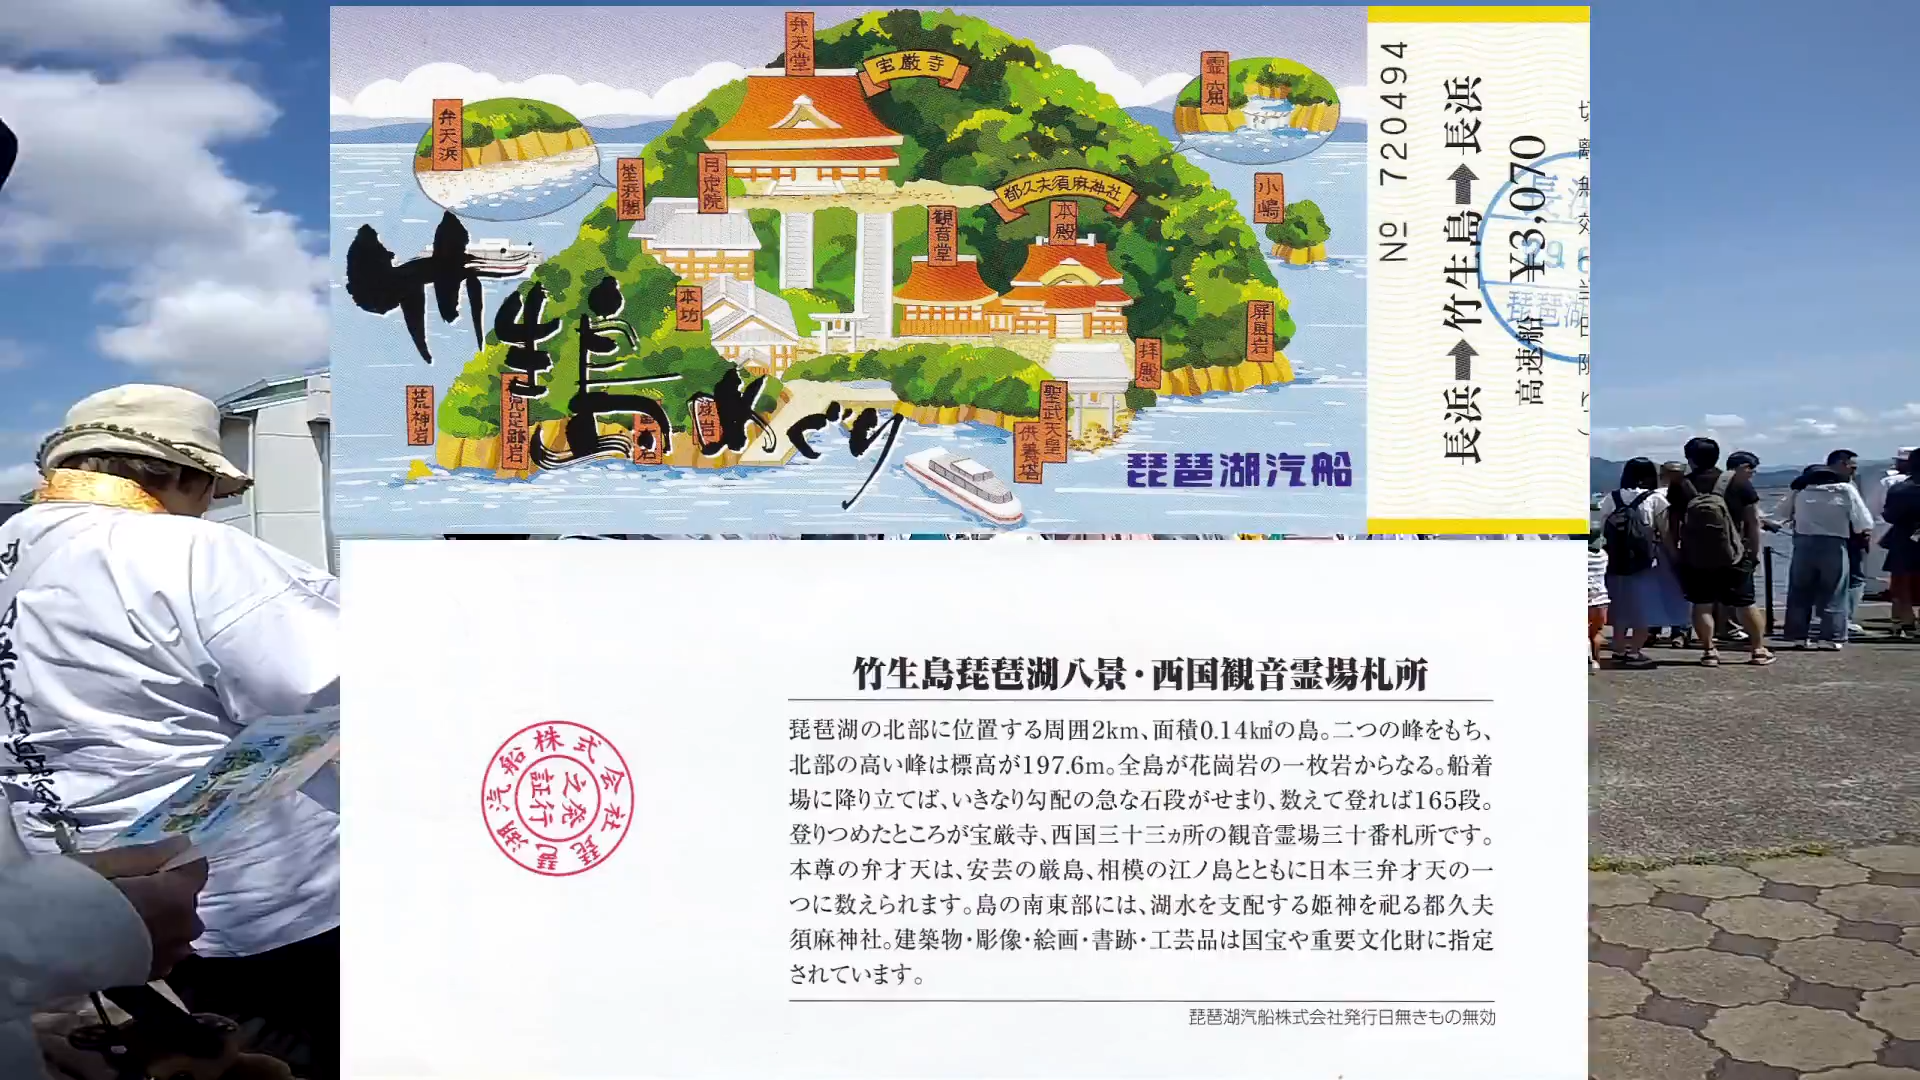 弁天堂
宝厳寺
霊窟
弁天浜
笙浜閣
月定院
都久夫須麻神社
小嶋
観音堂
本殿
本坊
屏風岩
拝殿
荒神岩
聖武天皇
供養塔
竹生島めぐり
琵琶湖汽船
№ 720494
長浜➡竹生島➡長浜
高速船 ¥3,070
竹生島琵琶湖八景・西国観音霊場札所
琵琶湖の北部に位置する周囲2km、面積0.14㎢の島。二つの峰をもち、
北部の高い峰は標高が197.6m。全島が花崗岩の一枚岩からなる。船着
場に降り立てば、いきなり勾配の急な石段がせまり、数えて登れば165段。
登りつめたところが宝厳寺、西国三十三ヵ所の観音霊場三十番札所です。
本尊の弁才天は、安芸の厳島、相模の江ノ島とともに日本三弁才天の一
つに数えられます。島の南東部には、湖水を支配する姫神を祀る都久夫
須麻神社。建築物・彫像・絵画・書跡・工芸品は国宝や重要文化財に指定
されています。
琵琶湖汽船株式会社発行日無きもの無効
琵琶湖汽船株式会社
之発
証行